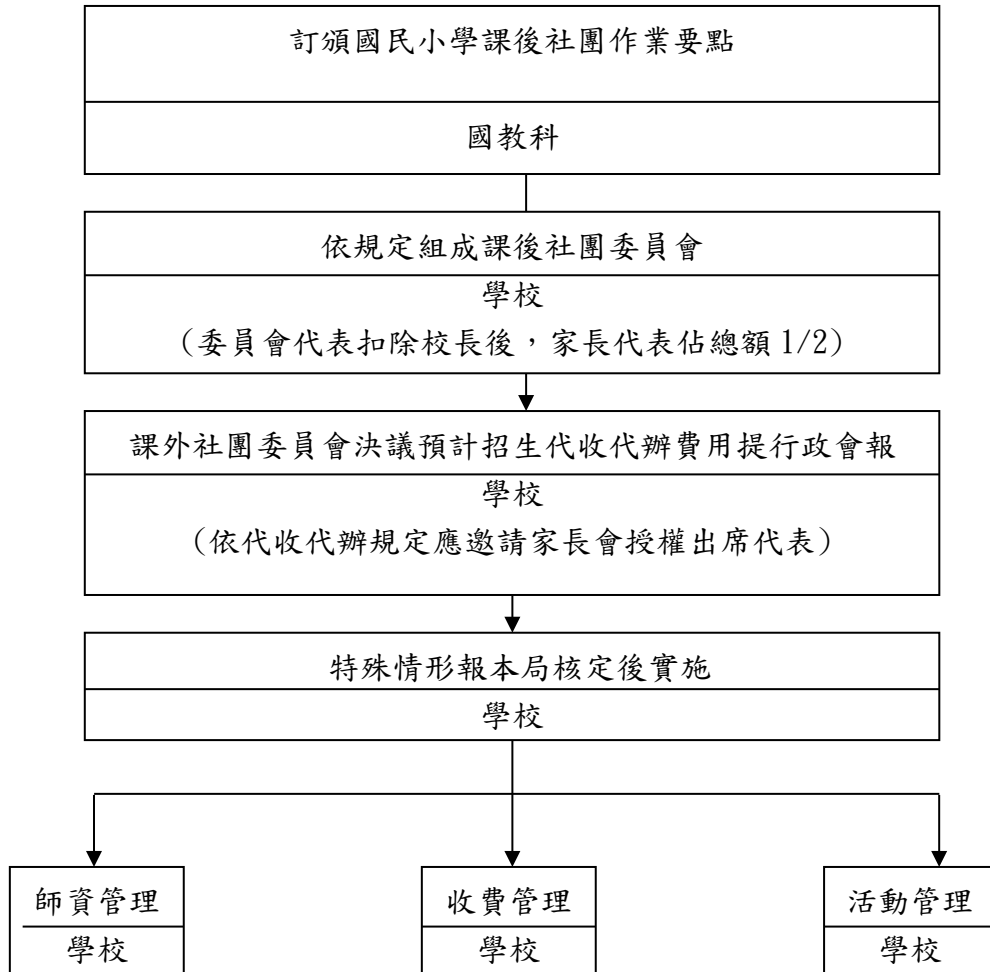 訂頒國民小學課後社團作業要點
國教科
依規定組成課後社團委員會
學校
(委員會代表扣除校長後,家長代表佔總額 1/2)
課外社團委員會決議預計招生代收代辦費用提行政會報
學校
(依代收代辦規定應邀請家長會授權出席代表)
特殊情形報本局核定後實施
學校
師資管理
學校
收費管理
學校
活動管理
學校